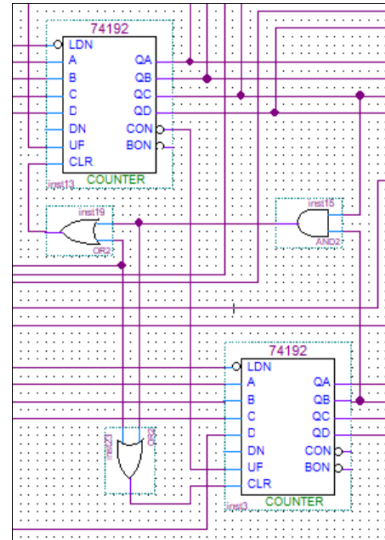 74192
LDN
A QA
B QB
C QC
D QD
DN CON
UF BON
CLR
inst13 COUNTER
inst19
OR2
inst15
AND2
74192
LDN
A QA
B QB
C QC
D QD
DN CON
UF BON
CLR
inst3 COUNTER
OR2